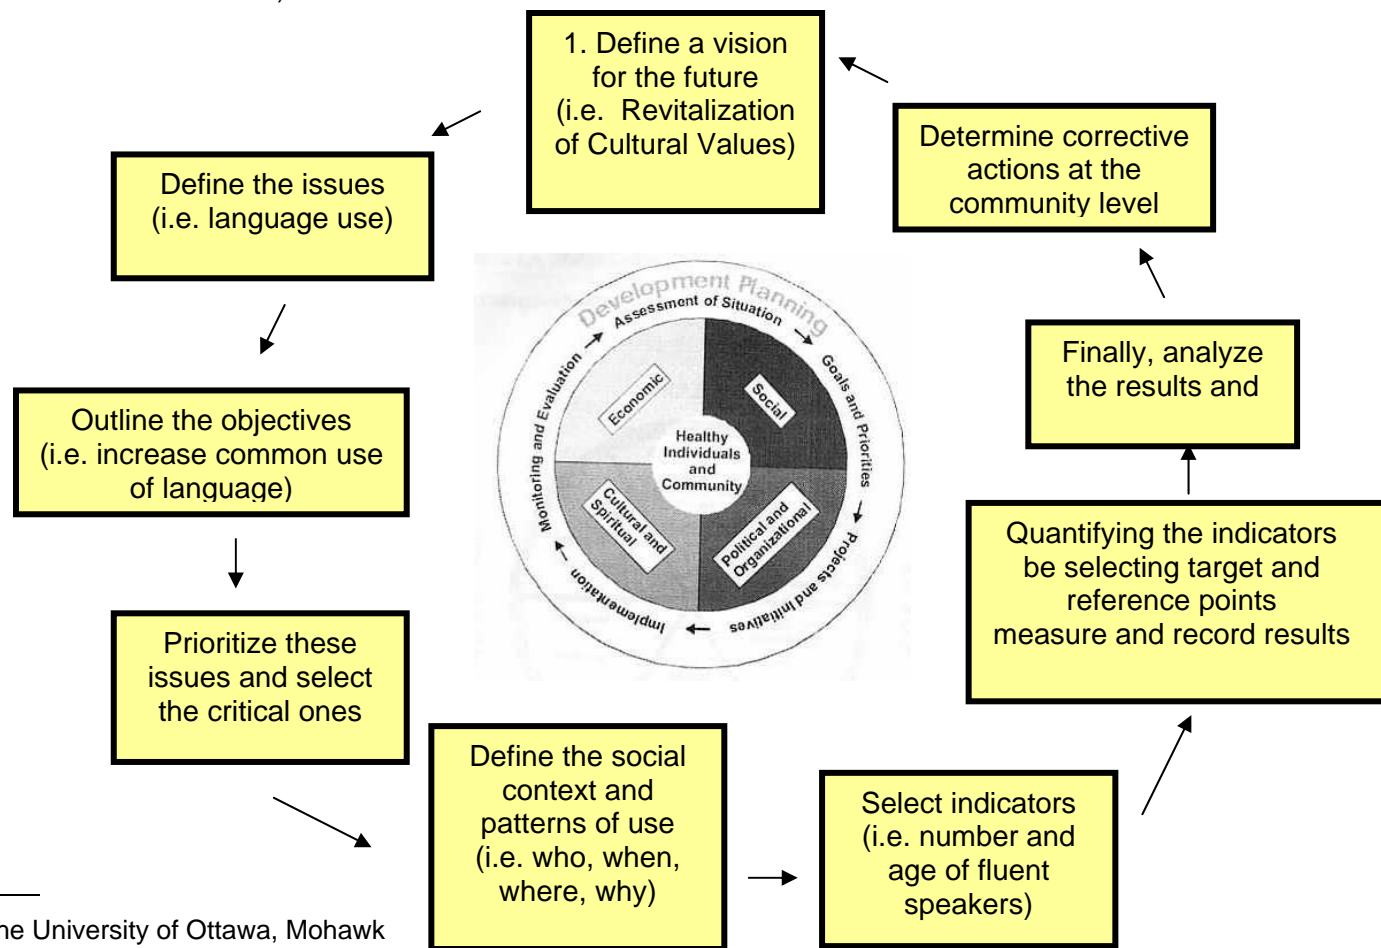 1. Define a vision
for the future
(i.e. Revitalization
of Cultural Values)
Define the issues
(i.e. language use)
Outline the objectives
(i.e. increase common use
of language)
Prioritize these
issues and select
the critical ones
Define the social
context and
patterns of use
(i.e. who, when,
where, why)
Select indicators
(i.e. number and
age of fluent
speakers)
Quantifying the indicators
be selecting target and
reference points
measure and record results
Finally, analyze
the results and
Determine corrective
actions at the
community level
Development Planning
Assessment of Situation
Goals and Priorities
Projects and Initiatives
Implementation
Monitoring and Evaluation
Economic
Social
Political and
Organizational
Cultural and
Spiritual
Healthy
Individuals
and
Community
ne University of Ottawa, Mohawk